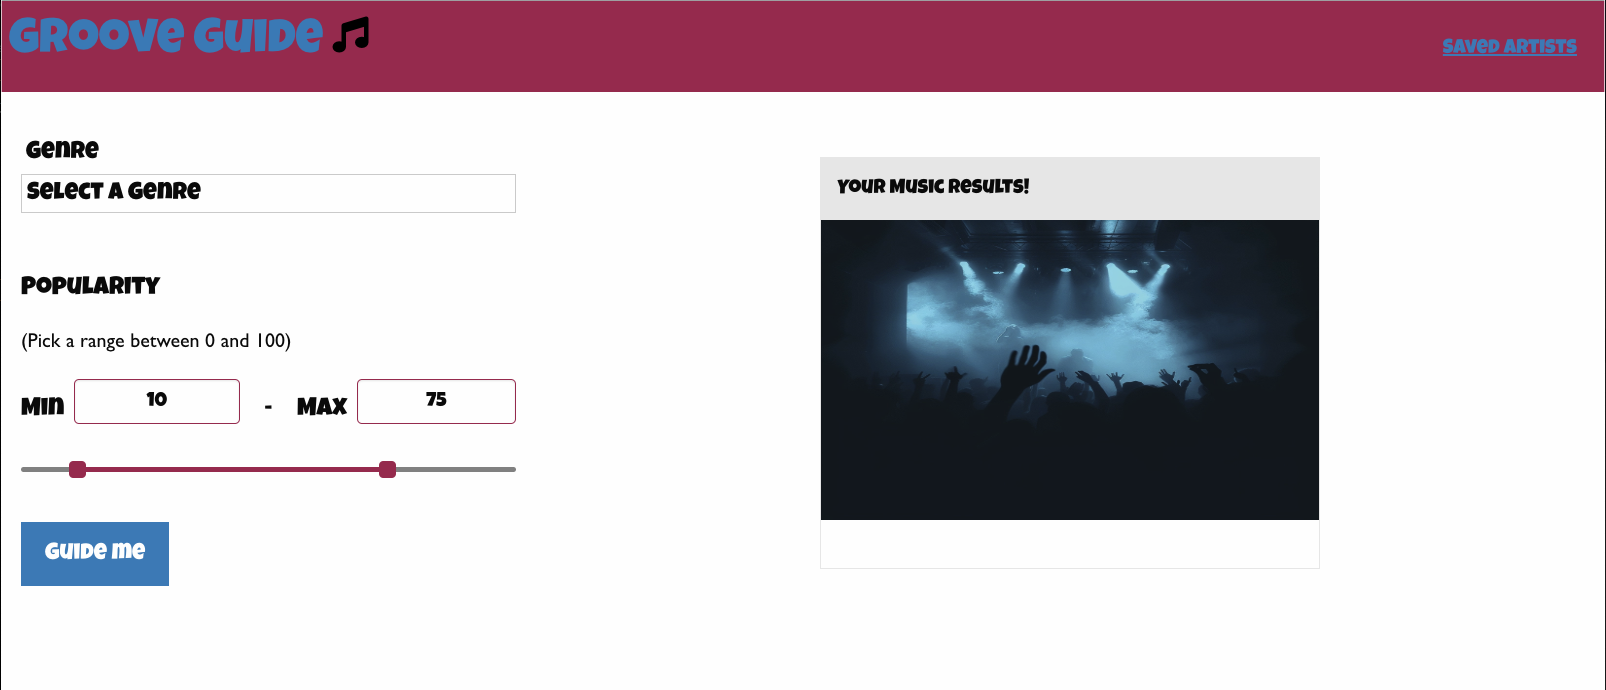 Groove Guide
Saved Artists
Genre
Select a Genre
Popularity
(Pick a range between 0 and 100)
Min 10 - Max 75
Guide me
Your Music Results!